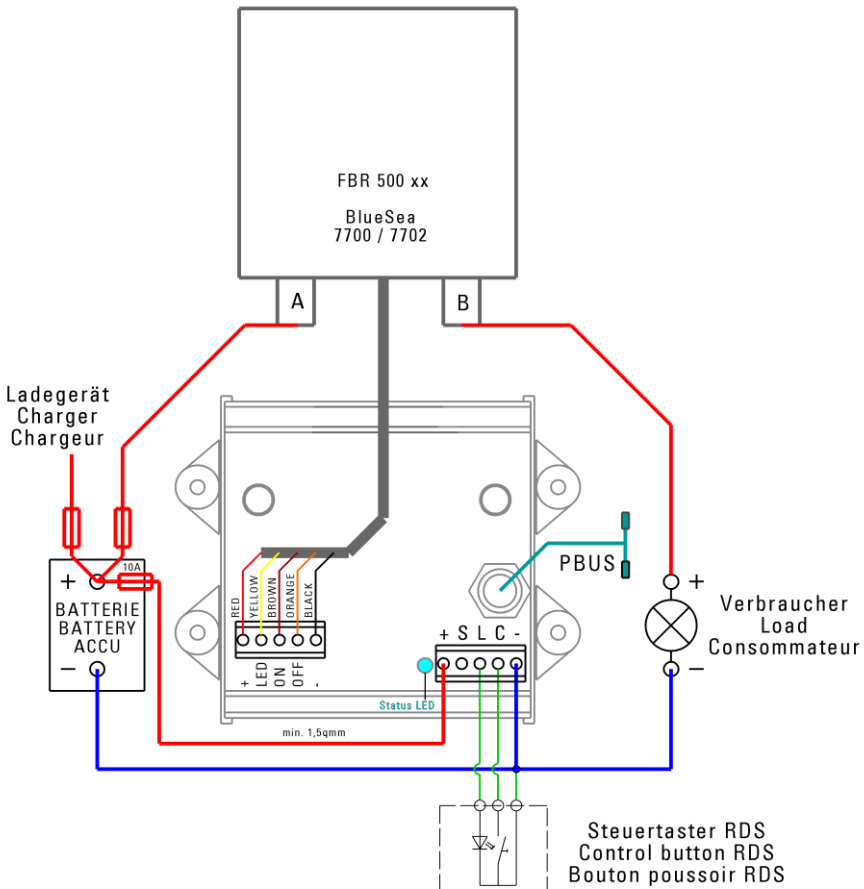 FBR 500 xx
BlueSea
7700 / 7702
A
B
Ladegerät
Charger
Chargeur
10A
+
BATTERIE
BATTERY
ACCU
−
RED
YELLOW
BROWN
ORANGE
BLACK
+
LED
ON
OFF
-
PBUS
+ S L C -
Status LED
+
−
Verbraucher
Load
Consommateur
min. 1,5qmm
Steuertaster RDS
Control button RDS
Bouton poussoir RDS